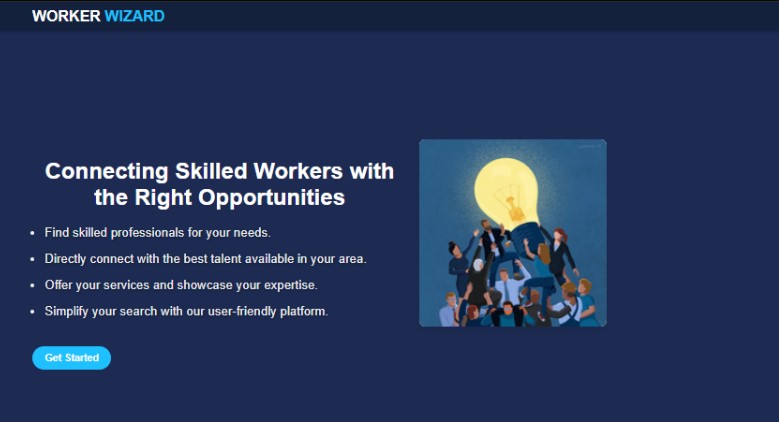 WORKER WIZARD
Connecting Skilled Workers with
the Right Opportunities
Find skilled professionals for your needs.
Directly connect with the best talent available in your area.
Offer your services and showcase your expertise.
Simplify your search with our user-friendly platform.
Get Started